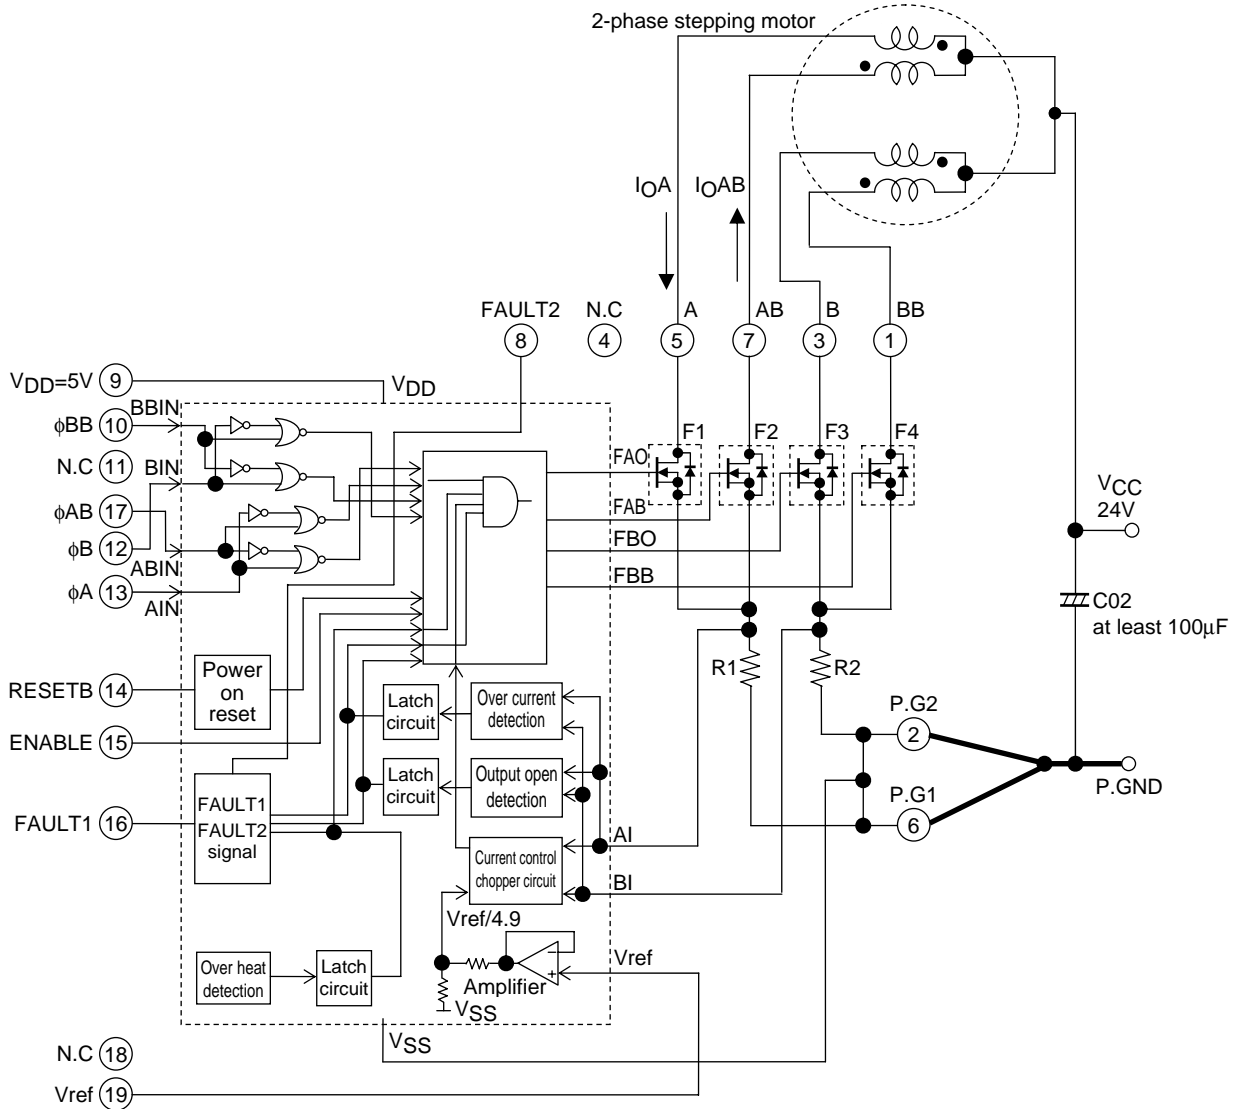 2-phase stepping motor
IOA
IOAB
FAULT2
N.C
A
AB
B
BB
8
4
5
7
3
1
VDD=5V
9
VDD
BBIN
φBB
10
F1
F2
F3
F4
FAO
N.C
11
BIN
VCC
24V
φAB
17
FAB
φB
12
FBO
ABIN
FBB
φA
13
AIN
C02
at least 100μF
R1
R2
RESETB
14
Power
on
reset
Latch
circuit
Over current
detection
P.G2
2
ENABLE
15
Latch
circuit
Output open
detection
P.GND
FAULT1
16
FAULT1
FAULT2
signal
P.G1
6
AI
Current control
chopper circuit
BI
Vref/4.9
Over heat
detection
Latch
circuit
-
+
Amplifier
Vref
VSS
VSS
N.C
18
Vref
19